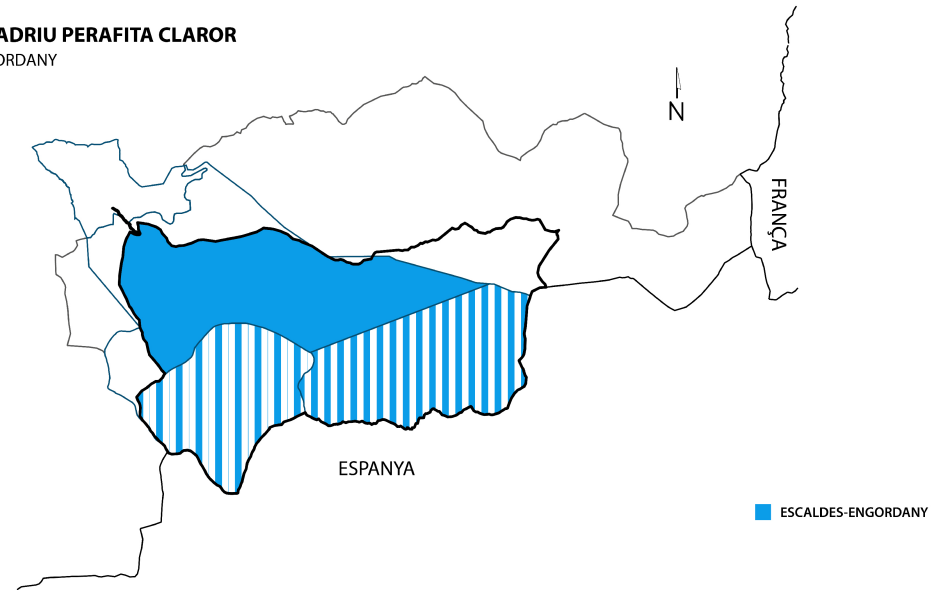 ADRIU PERAFITA CLAROR
ORDANY
N
FRANÇA
ESPANYA
ESCALDES-ENGORDANY